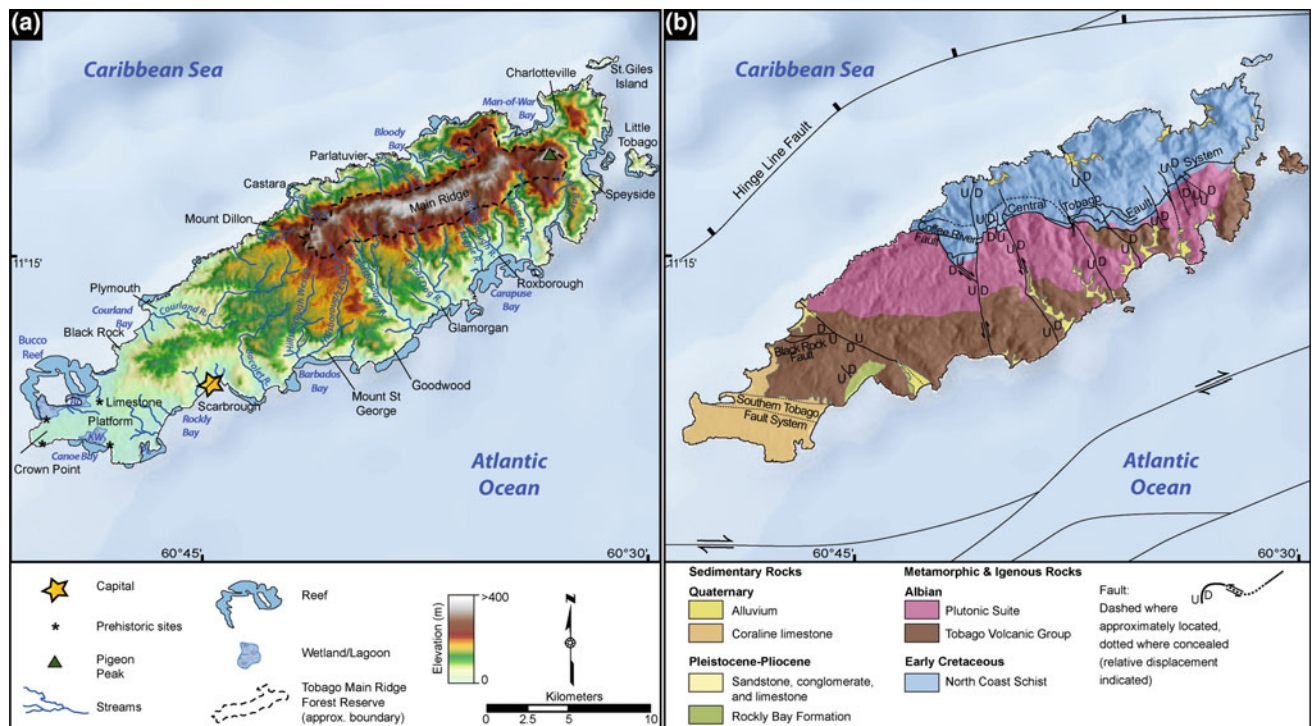 (a)
Caribbean Sea
Charlotteville
St. Giles
Island
Man-of-War
Bay
Little
Tobago
Bloody
Bay
Parlatuvier
Castara
Main Ridge
Speyside
Mount Dillon
11°15'
Plymouth
Courland R.
Courland
Bay
Roxborough
Carapuse
Bay
Black Rock
Glamorgan
Bucco
Reef
Goodwood
Barbados
Bay
Mount St
George
Limestone
Platform
Scarbrough
Rockly
Bay
KW
Canoe Bay
Crown Point
Atlantic
Ocean
60°45'
60°30'
Capital
Prehistoric sites
Pigeon
Peak
Streams
Reef
Wetland/Lagoon
Tobago Main Ridge
Forest Reserve
(approx. boundary)
Elevation (m)
>400
0
N
Kilometers
0 2.5 5 10
(b)
Caribbean Sea
Hinge Line Fault
Central Tobago Fault System
Coffee River
Fault
U D
11°15'
Black Rock
Fault
Southern Tobago
Fault System
Atlantic
Ocean
60°45'
60°30'
Sedimentary Rocks
Quaternary
Alluvium
Coraline limestone
Pleistocene-Pliocene
Sandstone, conglomerate,
and limestone
Rockly Bay Formation
Metamorphic & Igenous Rocks
Albian
Plutonic Suite
Tobago Volcanic Group
Early Cretaceous
North Coast Schist
Fault:
Dashed where
approximately located,
dotted where concealed
(relative displacement
indicated)
U D